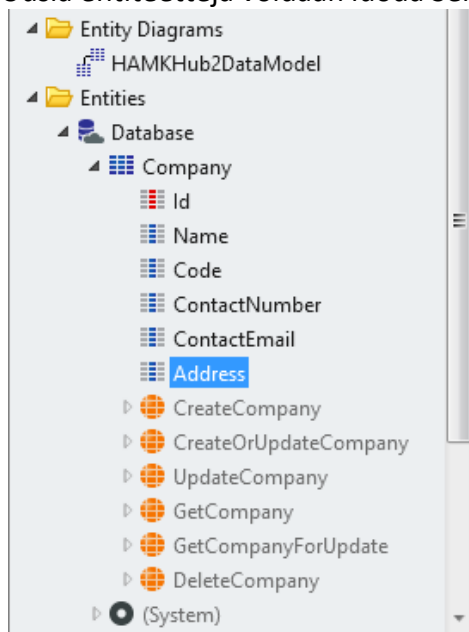 Entity Diagrams
HAMKHub2DataModel
Entities
Database
Company
Id
Name
Code
ContactNumber
ContactEmail
Address
CreateCompany
CreateOrUpdateCompany
UpdateCompany
GetCompany
GetCompanyForUpdate
DeleteCompany
(System)